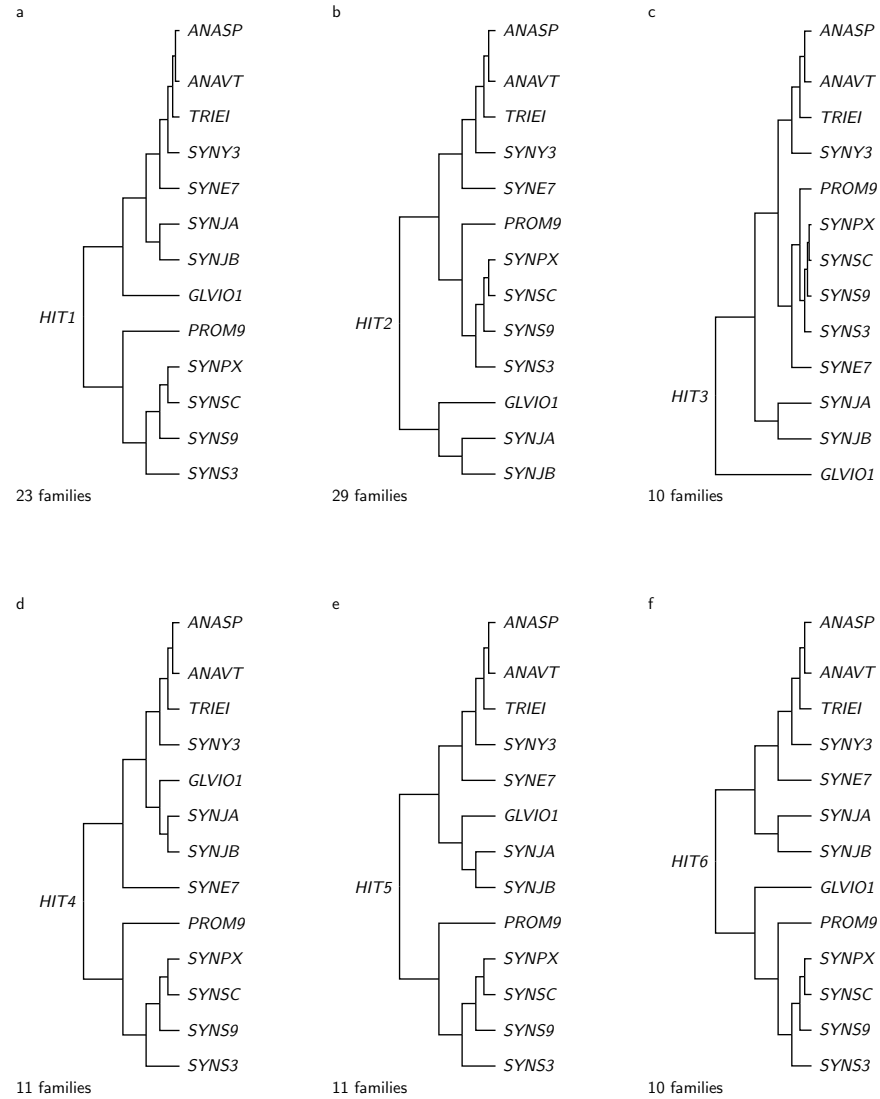 a
ANASP
ANAVT
TRIEI
SYNY3
SYNE7
SYNJA
SYNJB
GLVIO1
HIT1
PROM9
SYNPX
SYNSC
SYNS9
SYNS3
23 families
b
ANASP
ANAVT
TRIEI
SYNY3
SYNE7
PROM9
SYNPX
SYNSC
HIT2
SYNS9
SYNS3
GLVIO1
SYNJA
SYNJB
29 families
c
ANASP
ANAVT
TRIEI
SYNY3
PROM9
SYNPX
SYNSC
SYNS9
SYNS3
SYNE7
HIT3
SYNJA
SYNJB
GLVIO1
10 families
d
ANASP
ANAVT
TRIEI
SYNY3
GLVIO1
SYNJA
SYNJB
SYNE7
HIT4
PROM9
SYNPX
SYNSC
SYNS9
SYNS3
11 families
e
ANASP
ANAVT
TRIEI
SYNY3
SYNE7
GLVIO1
SYNJA
SYNJB
HIT5
PROM9
SYNPX
SYNSC
SYNS9
SYNS3
11 families
f
ANASP
ANAVT
TRIEI
SYNY3
SYNE7
SYNJA
SYNJB
HIT6
GLVIO1
PROM9
SYNPX
SYNSC
SYNS9
SYNS3
10 families